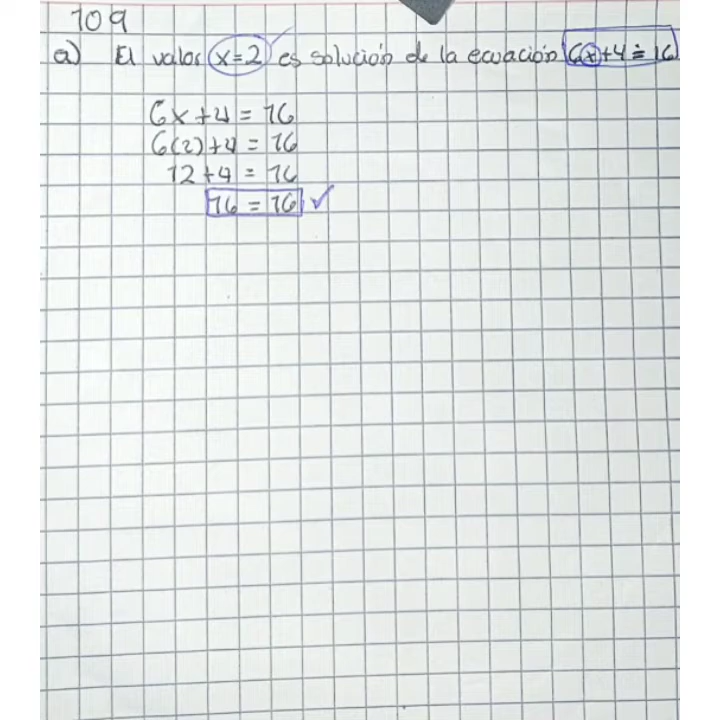 109
a) El valor x=2 es solución de la ecuación 6x+4=16
6x+4=16
6(2)+4=16
12+4=16
16=16 ✓